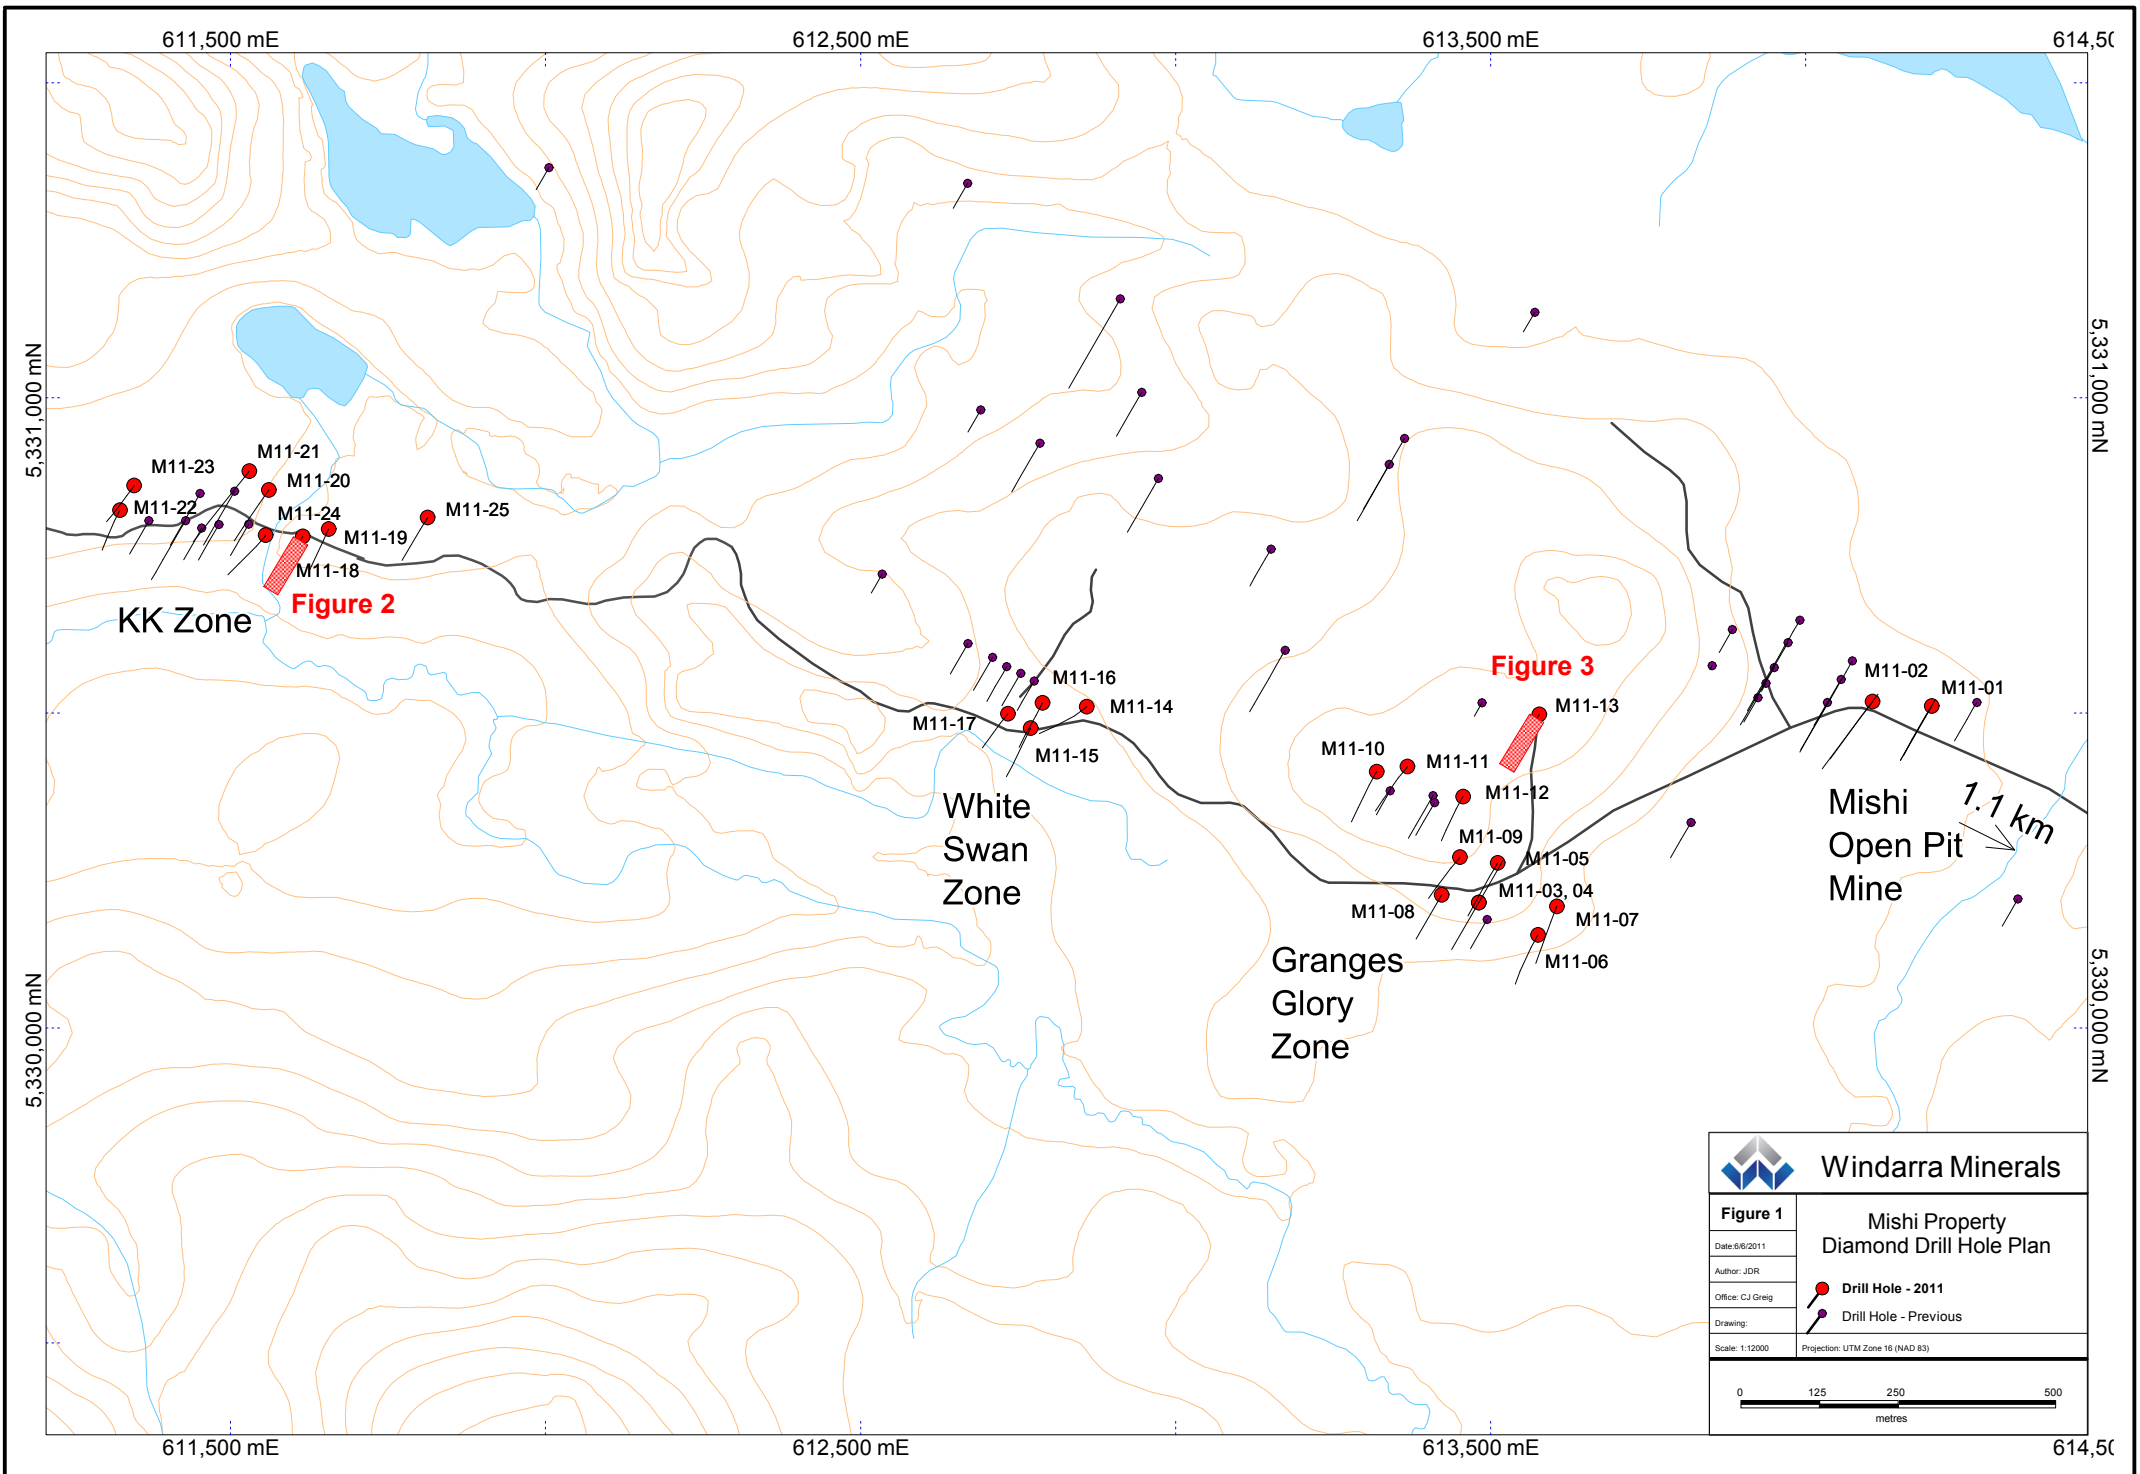 611,500 mE
612,500 mE
613,500 mE
614,50
5,331,000 mN
5,331,000 mN
M11-23
M11-21
M11-20
M11-22
M11-24
M11-25
M11-19
M11-18
Figure 2
KK Zone
M11-16
M11-14
M11-17
M11-15
White
Swan
Zone
Figure 3
M11-13
M11-10
M11-11
M11-12
M11-09
M11-05
M11-03, 04
M11-08
M11-07
M11-06
Granges
Glory
Zone
M11-02
M11-01
Mishi
Open Pit
Mine
1.1 km
5,330,000 mN
5,330,000 mN
Windarra Minerals
Figure 1
Mishi Property
Diamond Drill Hole Plan
Date:6/6/2011
Author: JDR
Office: CJ Greig
Drawing:
Drill Hole - 2011
Drill Hole - Previous
Scale: 1:12000
Projection: UTM Zone 16 (NAD 83)
0 125 250 500
metres
611,500 mE
612,500 mE
613,500 mE
614,50